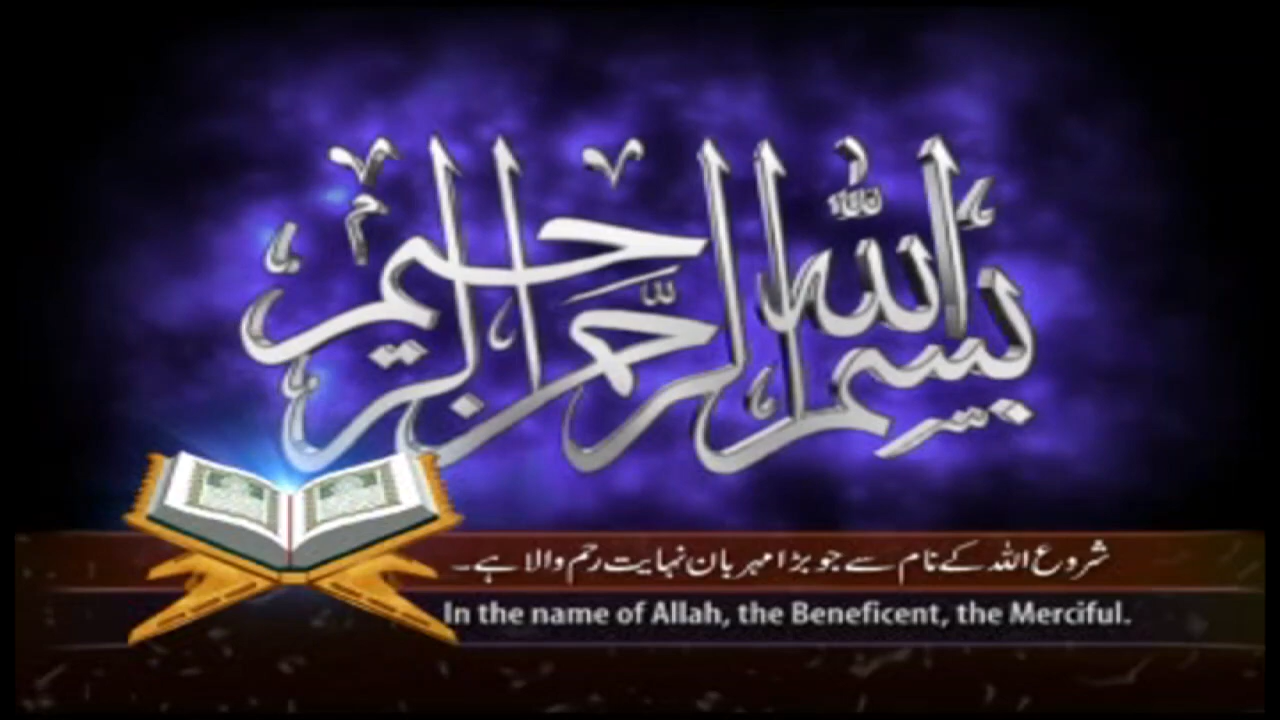 بسم الله الرحمن الرحيم
شروع اللہ کے نام سے جو بڑا مہربان نہایت رحم والا ہے۔
In the name of Allah, the Beneficent, the Merciful.